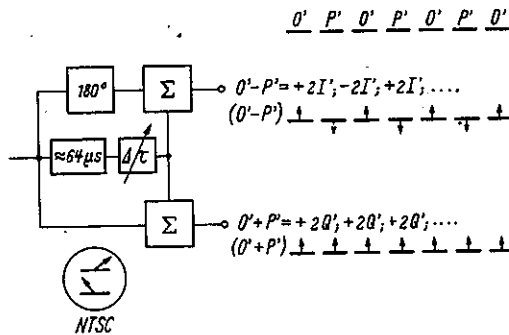 O' P' O' P' O' P' O'
180°
Σ
O'-P'=+2I';-2I';+2I';....
(O'-P')
≈64µs
Δτ
Σ
O'+P'=+2Q';+2Q';+2Q';....
(O'+P')
NTSC